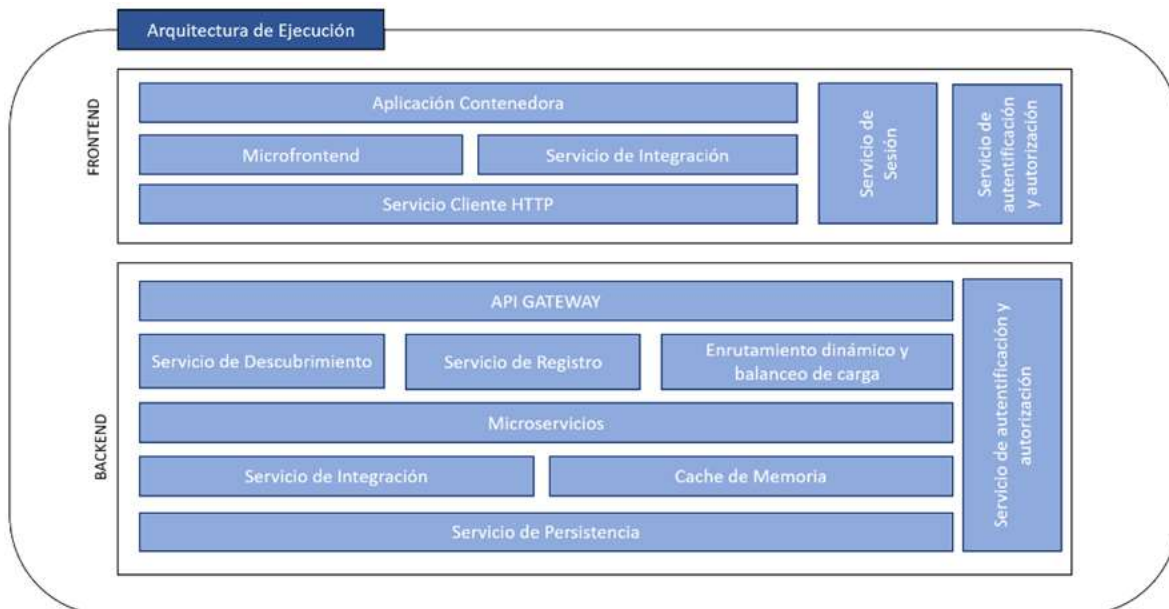 Arquitectura de Ejecución
FRONTEND
Aplicación Contenedora
Microfrontend
Servicio de Integración
Servicio Cliente HTTP
Servicio de
Sesión
Servicio de
autentificación
y autorización
BACKEND
API GATEWAY
Servicio de Descubrimiento
Servicio de Registro
Enrutamiento dinámico y
balanceo de carga
Microservicios
Servicio de Integración
Cache de Memoria
Servicio de Persistencia
Servicio de autentificación y
autorización